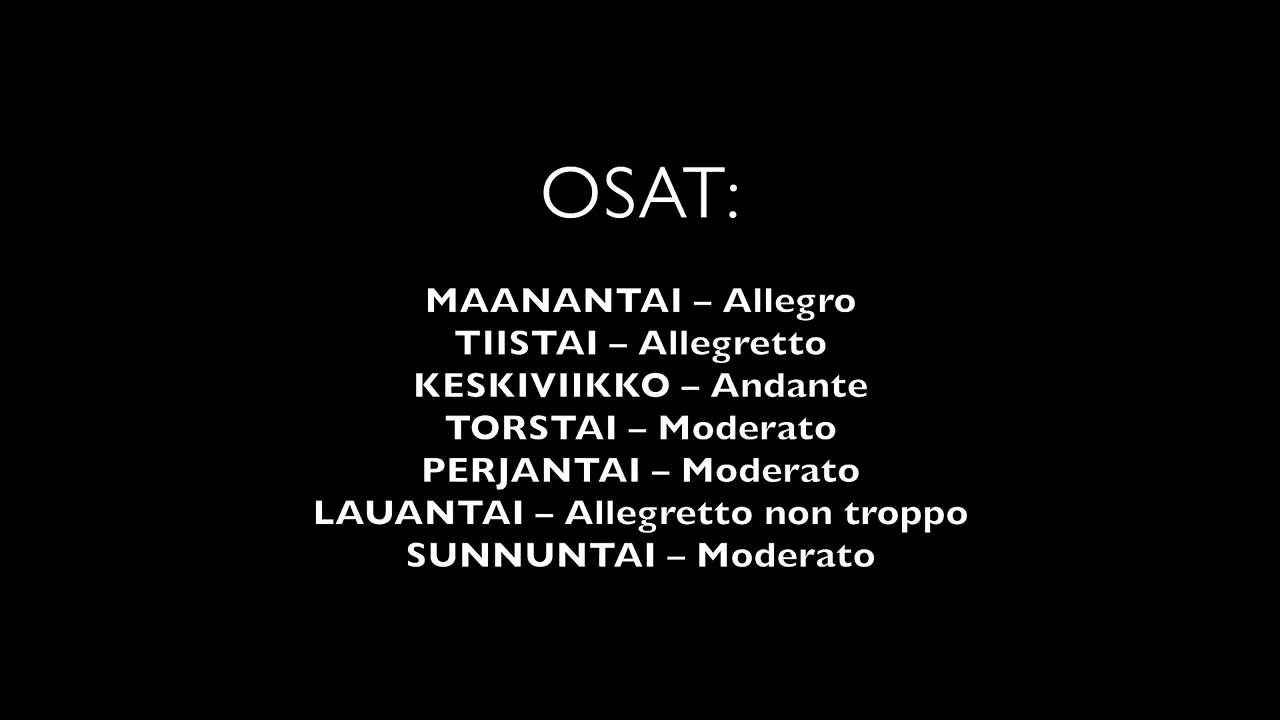 OSAT:
MAANANTAI – Allegro
TIISTAI – Allegretto
KESKIVIIKKO – Andante
TORSTAI – Moderato
PERJANTAI – Moderato
LAUANTAI – Allegretto non troppo
SUNNUNTAI – Moderato